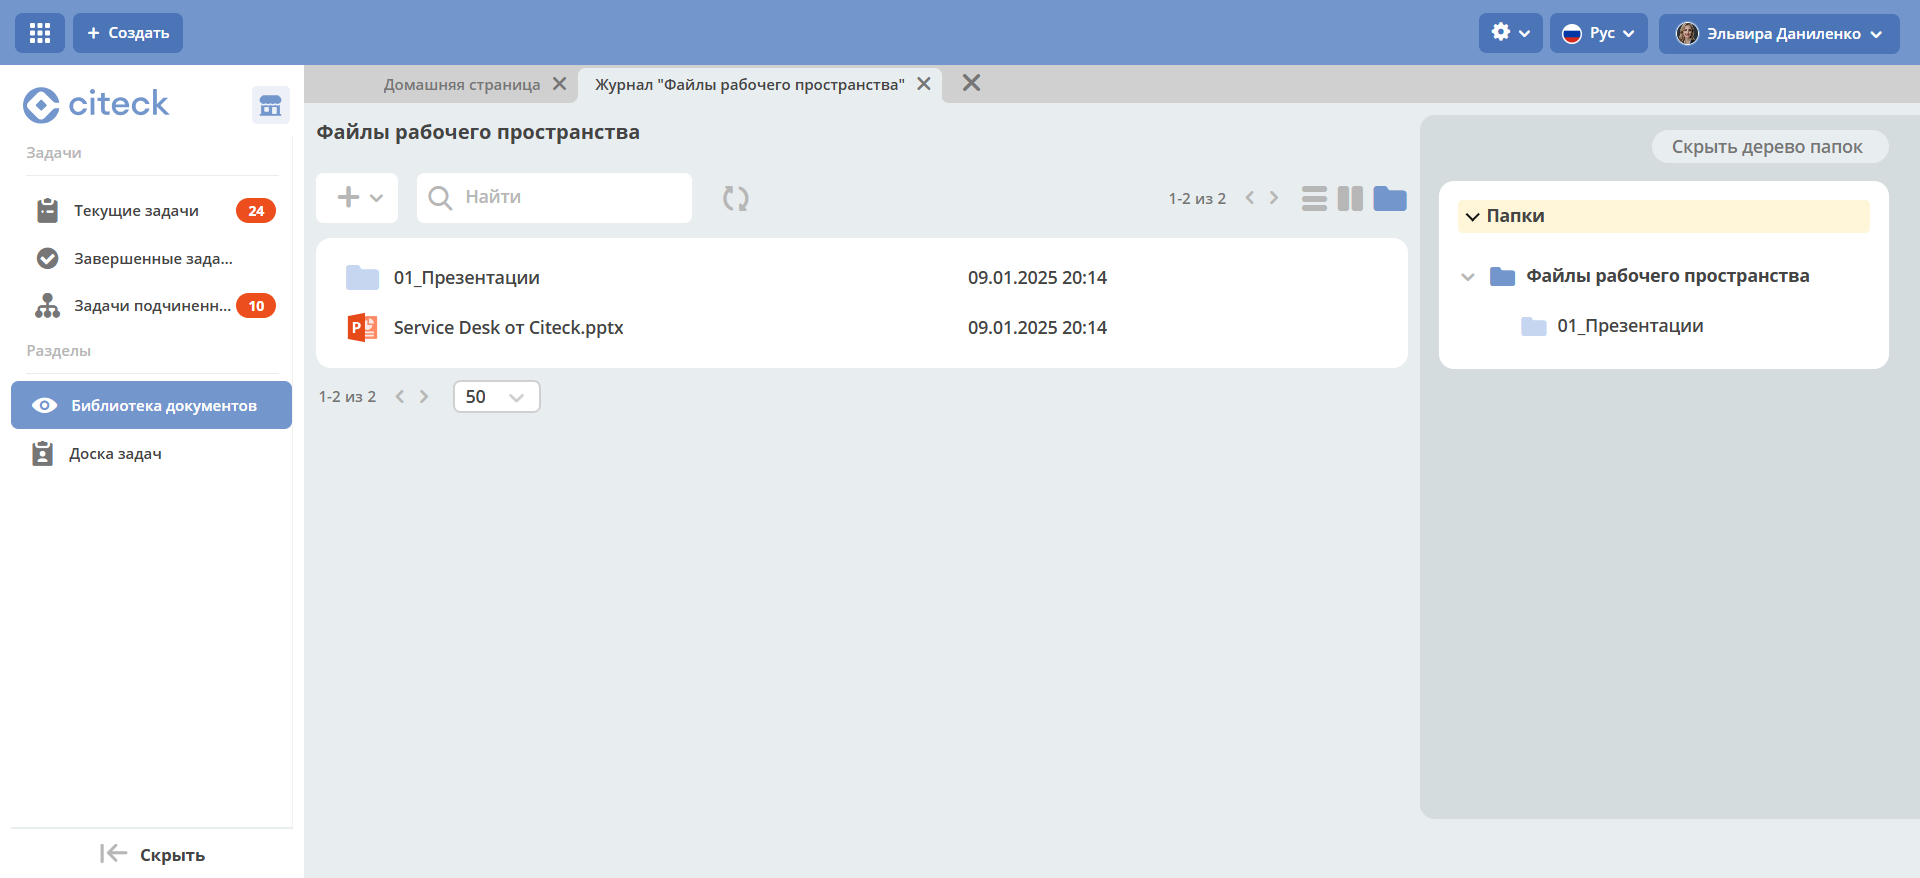 + Создать
Рус
Эльвира Даниленко
citeck
Задачи
Текущие задачи 24
Завершенные зада...
Задачи подчиненн... 10
Разделы
Библиотека документов
Доска задач
Скрыть
Домашняя страница
Журнал "Файлы рабочего пространства"
Файлы рабочего пространства
Найти
1-2 из 2
01_Презентации 09.01.2025 20:14
P Service Desk от Citeck.pptx 09.01.2025 20:14
1-2 из 2 50
Скрыть дерево папок
Папки
Файлы рабочего пространства
01_Презентации